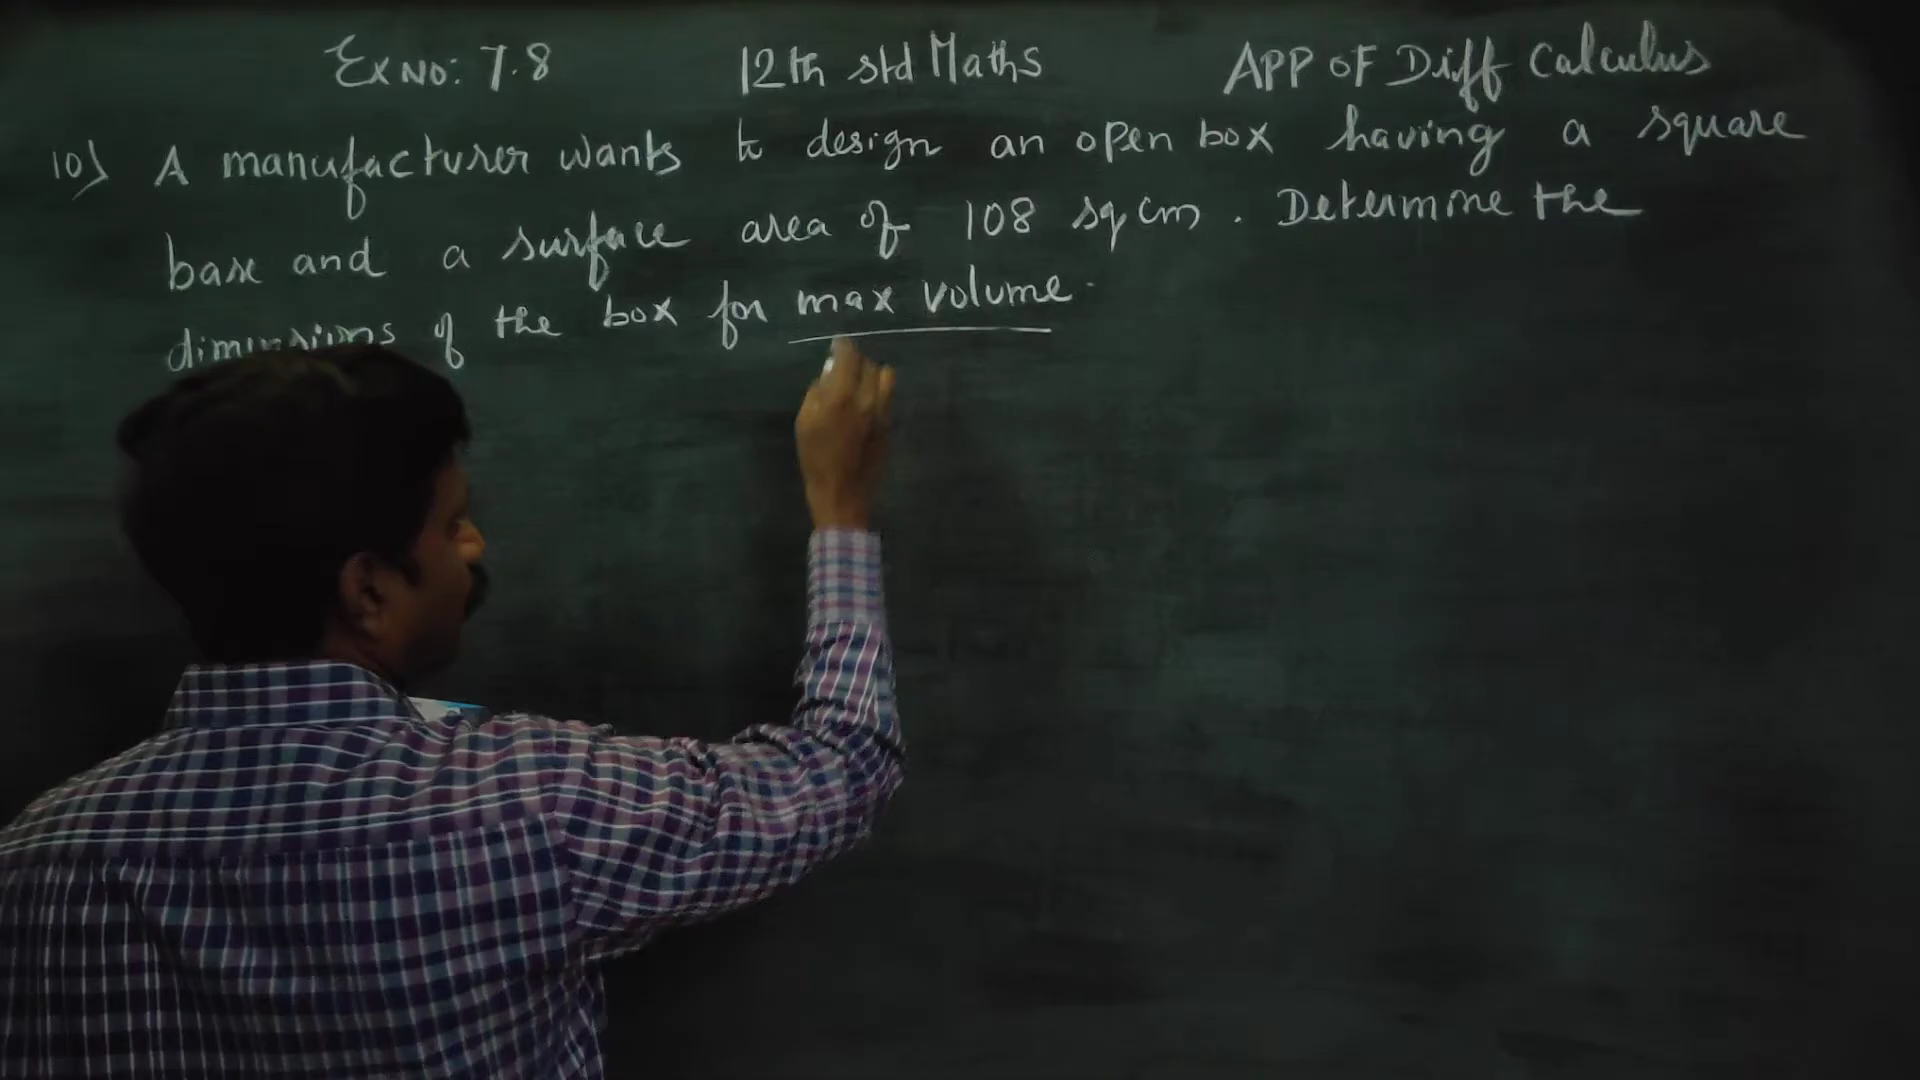 Ex NO: 7.8 12th std Maths APP OF Diff Calculus
10) A manufacturer wants to design an open box having a square
base and a surface area of 108 sq cm . Determine the
dimensions of the box for max volume.